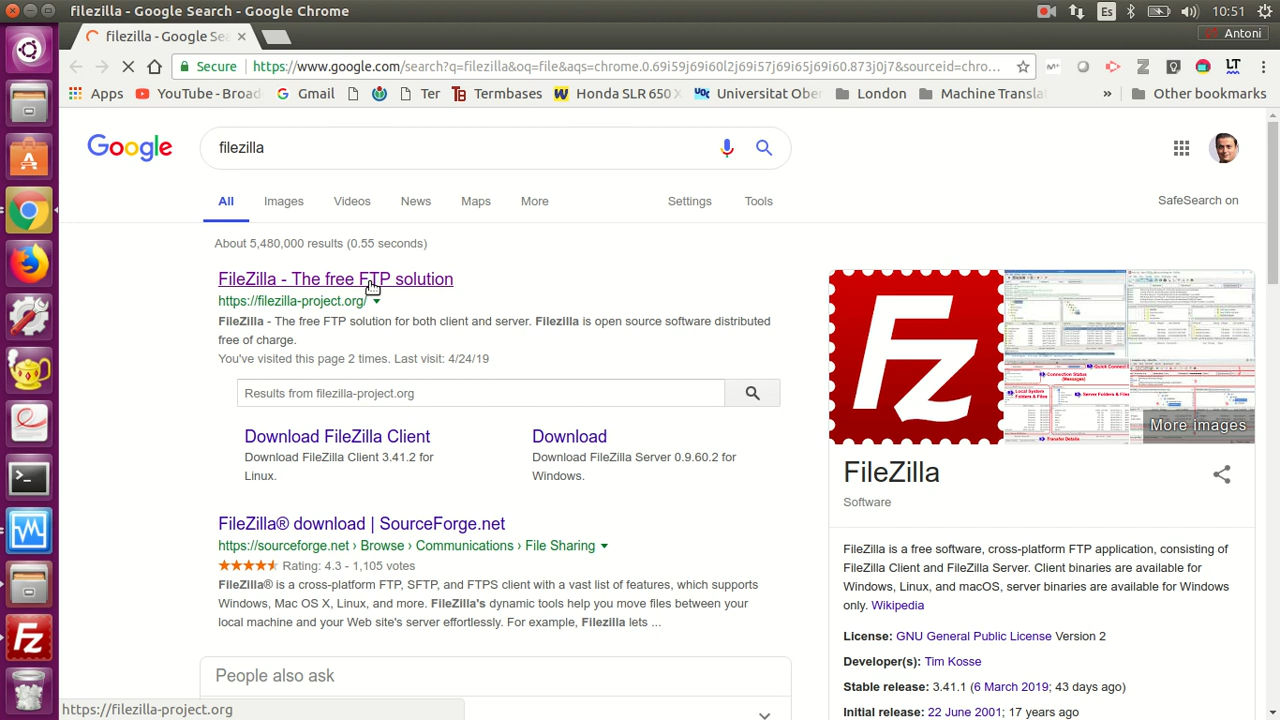 filezilla - Google Search - Google Chrome
Es
10:51
filezilla - Google Sea
Antoni
Secure
https://www.google.com/search?q=filezilla&oq=file&aqs=chrome.0.69i59j69i60l2j69i57j69i65j69i60.873j0j7&sourceid=chro...
LT
Apps
YouTube - Broad
Gmail
Ter
Termbases
Honda SLR 650
Universitat Ober
London
Machine Transla
»
Other bookmarks
Google
filezilla
All
Images
Videos
News
Maps
More
Settings
Tools
SafeSearch on
About 5,480,000 results (0.55 seconds)
FileZilla - The free FTP solution
https://filezilla-project.org/
FileZilla - The free FTP solution for both client and server. Filezilla is open source software distributed
free of charge.
You've visited this page 2 times. Last visit: 4/24/19
Results from filezilla-project.org
Download FileZilla Client
Download FileZilla Client 3.41.2 for
Linux.
Download
Download FileZilla Server 0.9.60.2 for
Windows.
FileZilla® download | SourceForge.net
https://sourceforge.net › Browse › Communications › File Sharing
Rating: 4.3 - 1,105 votes
FileZilla® is a cross-platform FTP, SFTP, and FTPS client with a vast list of features, which supports
Windows, Mac OS X, Linux, and more. FileZilla's dynamic tools help you move files between your
local machine and your Web site's server effortlessly. For example, Filezilla lets ...
People also ask
https://filezilla-project.org
Fz
More images
FileZilla
Software
FileZilla is a free software, cross-platform FTP application, consisting of
FileZilla Client and FileZilla Server. Client binaries are available for
Windows, Linux, and macOS, server binaries are available for Windows
only. Wikipedia
License: GNU General Public License Version 2
Developer(s): Tim Kosse
Stable release: 3.41.1 (6 March 2019; 43 days ago)
Initial release: 22 June 2001; 17 years ago